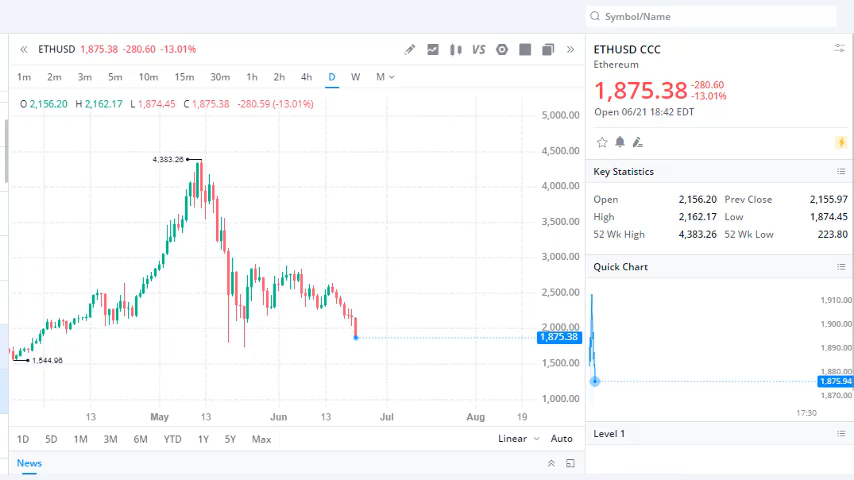 Symbol/Name
ETHUSD 1,875.38 -280.60 -13.01%
VS
1m 2m 3m 5m 10m 15m 30m 1h 2h 4h D W M
O 2,156.20 H 2,162.17 L 1,874.45 C 1,875.38 -280.59 (-13.01%)
5,000.00
4,500.00
4,383.26
4,000.00
3,500.00
3,000.00
2,500.00
2,000.00
1,875.38
1,544.96
1,500.00
1,000.00
13 May 13 Jun 13 Jul Aug 19
1D 5D 1M 3M 6M YTD 1Y 5Y Max Linear Auto
News
ETHUSD CCC
Ethereum
1,875.38 -280.60
-13.01%
Open 06/21 18:42 EDT
Key Statistics
Open 2,156.20 Prev Close 2,155.97
High 2,162.17 Low 1,874.45
52 Wk High 4,383.26 52 Wk Low 223.80
Quick Chart
1,910.00
1,900.00
1,890.00
1,880.00
1,875.94
1,870.00
17:30
Level 1